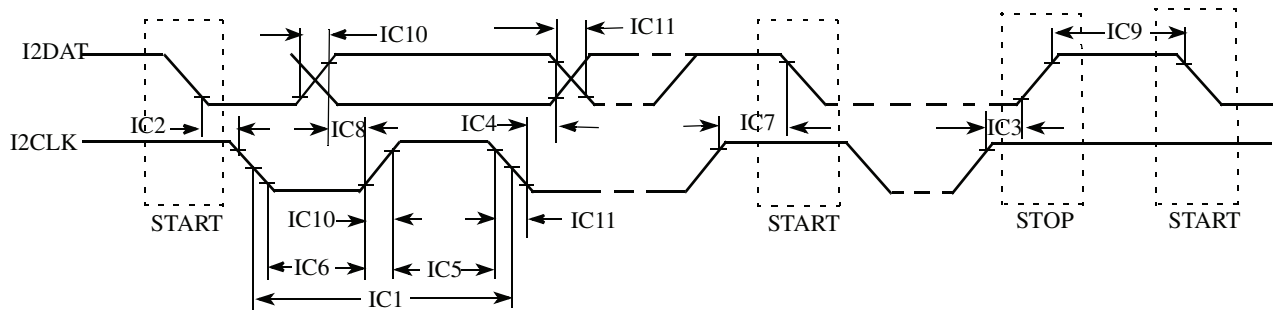 IC10
IC11
IC9
I2DAT
IC2
IC8
IC4
IC7
IC3
I2CLK
START
IC10
IC11
START
STOP
START
IC6
IC5
IC1